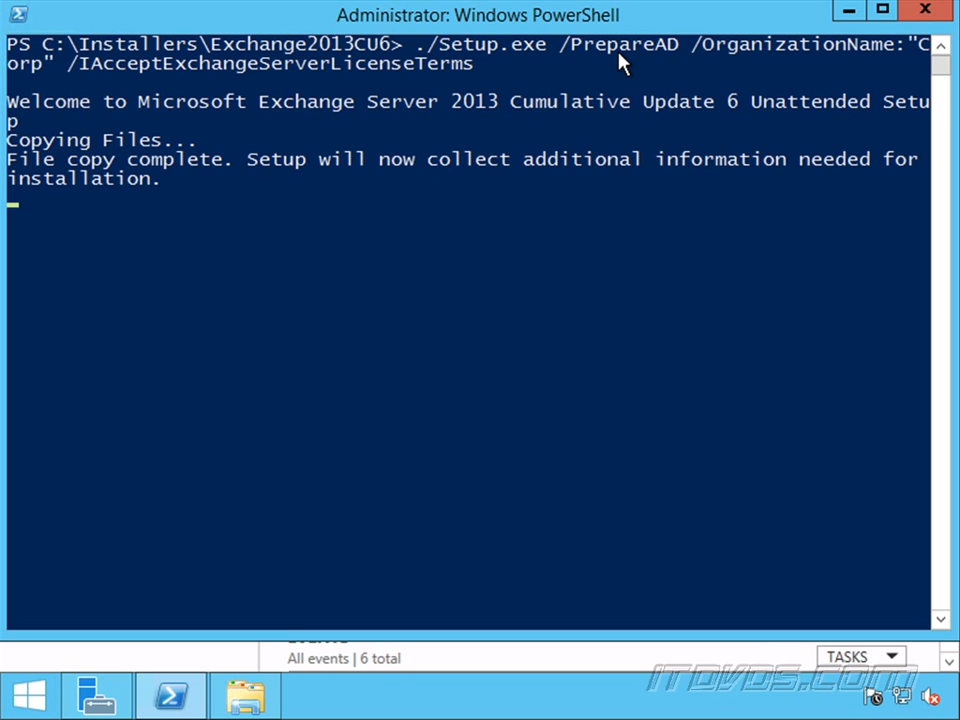 Administrator: Windows PowerShell
PS C:\Installers\Exchange2013CU6> ./Setup.exe /PrepareAD /OrganizationName:"C
orp" /IAcceptExchangeServerLicenseTerms
Welcome to Microsoft Exchange Server 2013 Cumulative Update 6 Unattended Setu
p
Copying Files...
File copy complete. Setup will now collect additional information needed for
installation.
All events | 6 total
TASKS
ITDVDS.COM